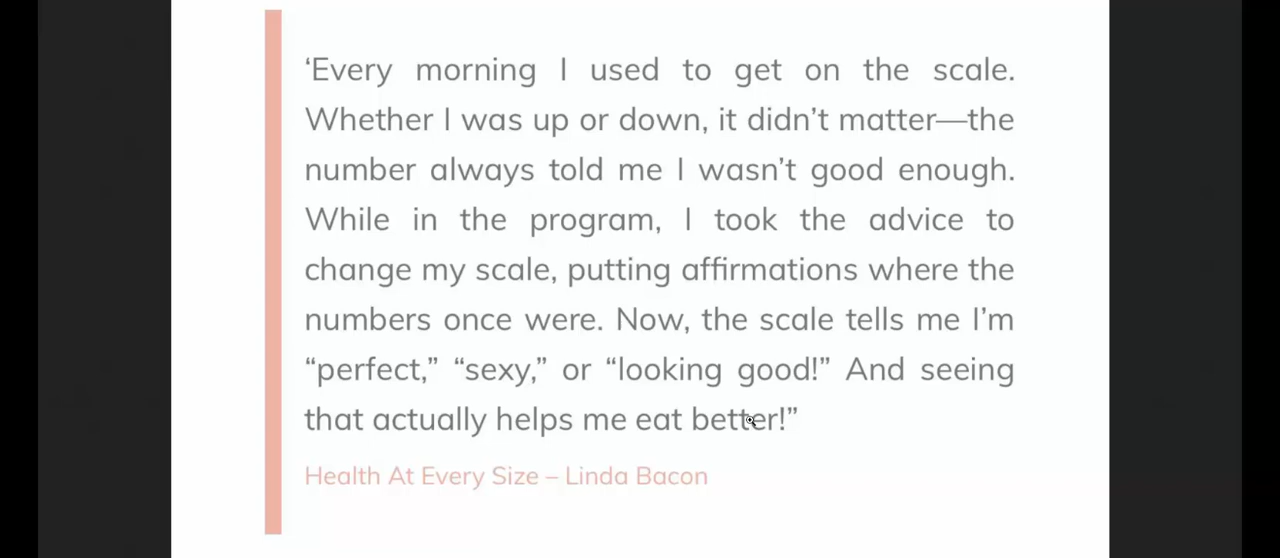 ‘Every morning I used to get on the scale.
Whether I was up or down, it didn’t matter—the
number always told me I wasn’t good enough.
While in the program, I took the advice to
change my scale, putting affirmations where the
numbers once were. Now, the scale tells me I’m
“perfect,” “sexy,” or “looking good!” And seeing
that actually helps me eat better!”
Health At Every Size – Linda Bacon